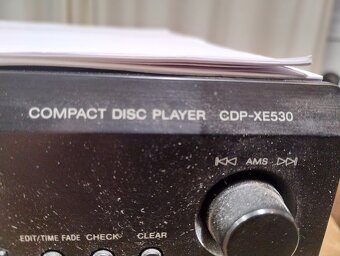 COMPACT DISC PLAYER CDP-XE530
⏮ AMS ⏭
EDIT/TIME FADE CHECK CLEAR